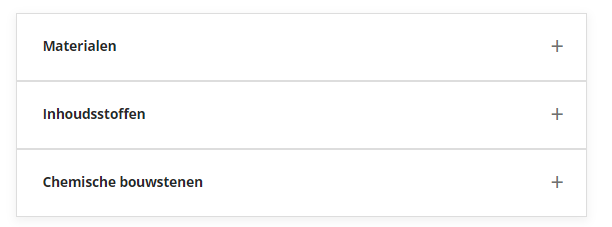 Materialen
Inhoudsstoffen
Chemische bouwstenen